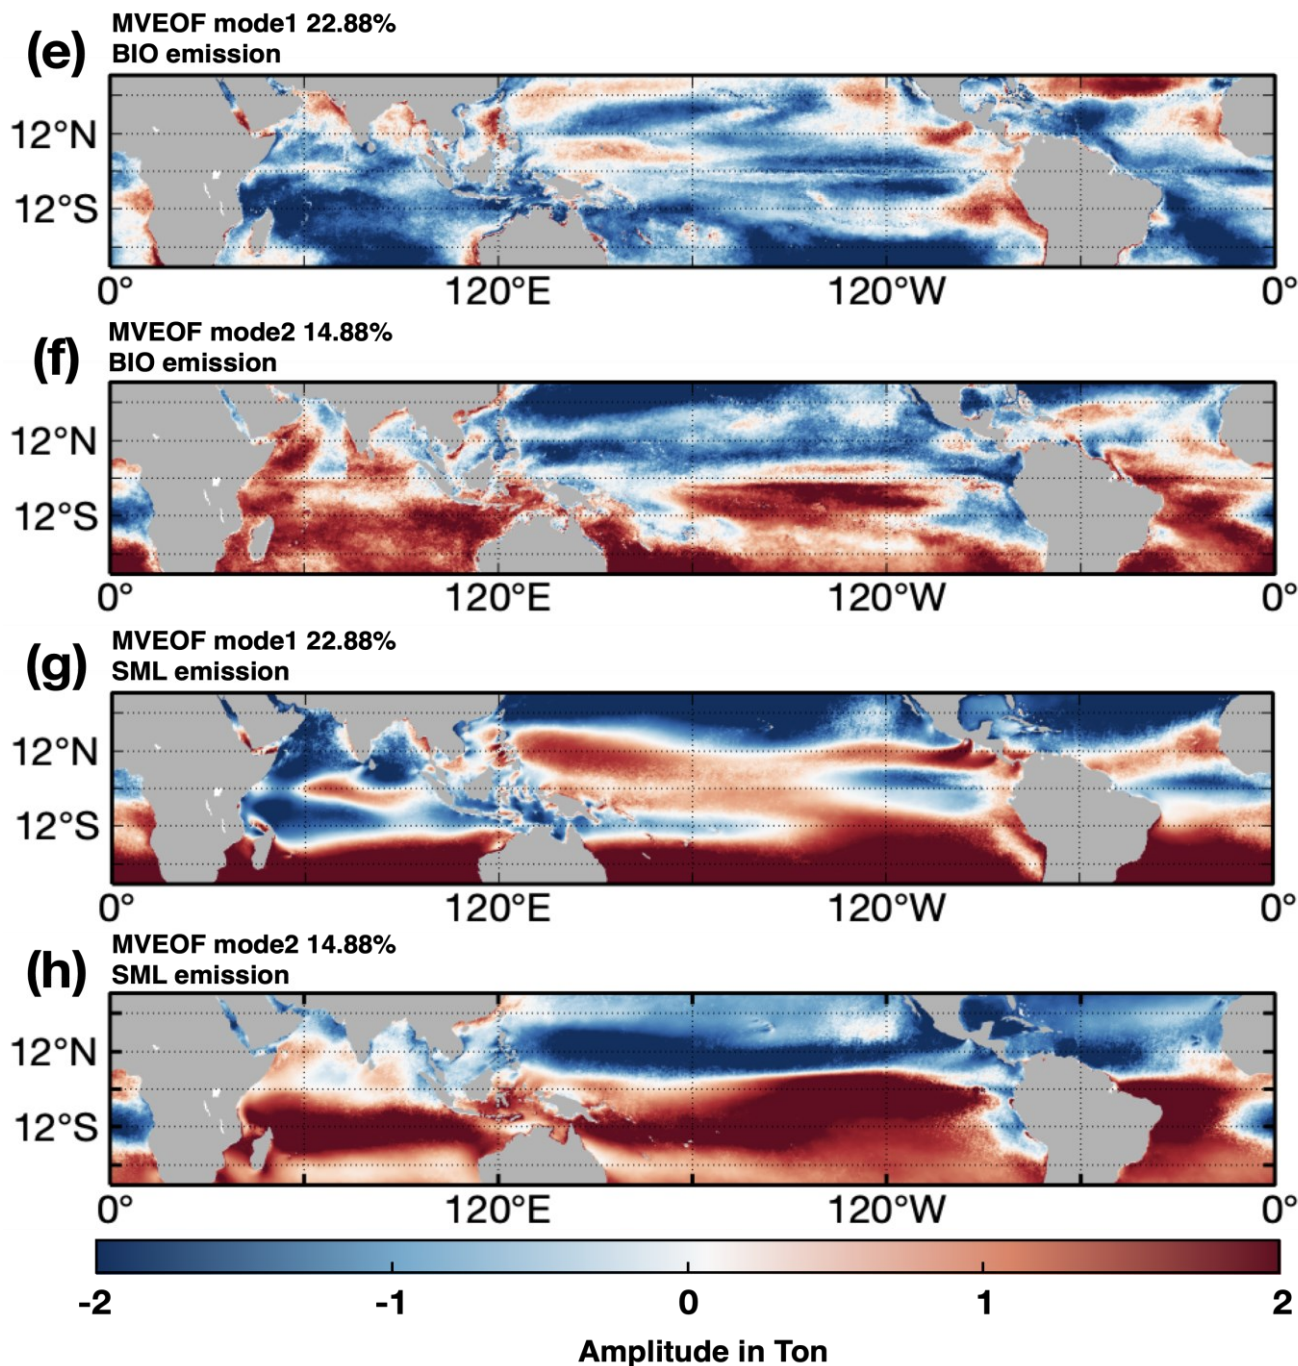 (e)
MVEOF mode1 22.88%
BIO emission
12°N
12°S
0° 120°E 120°W 0°
(f)
MVEOF mode2 14.88%
BIO emission
12°N
12°S
0° 120°E 120°W 0°
(g)
MVEOF mode1 22.88%
SML emission
12°N
12°S
0° 120°E 120°W 0°
(h)
MVEOF mode2 14.88%
SML emission
12°N
12°S
0° 120°E 120°W 0°
-2 -1 0 1 2
Amplitude in Ton